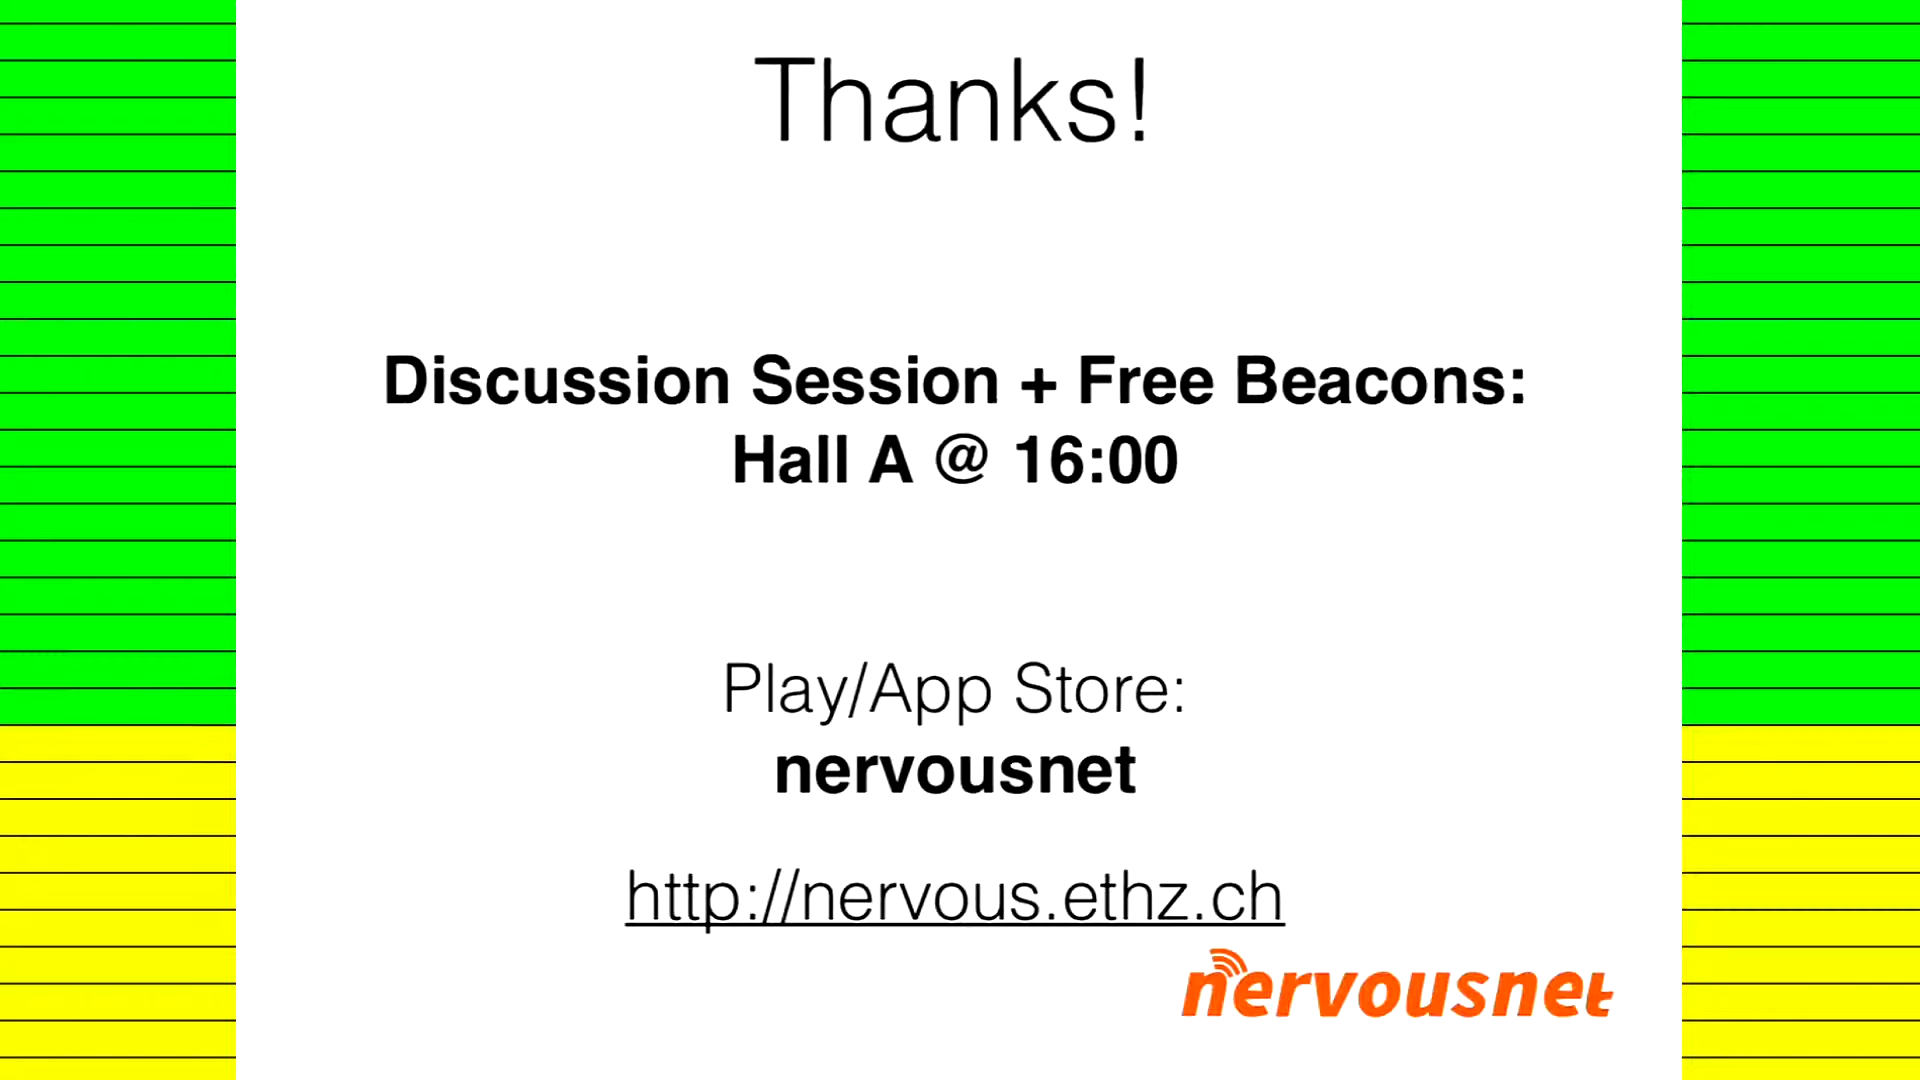 Thanks!
Discussion Session + Free Beacons:
Hall A @ 16:00
Play/App Store:
nervousnet
http://nervous.ethz.ch
nervousnet